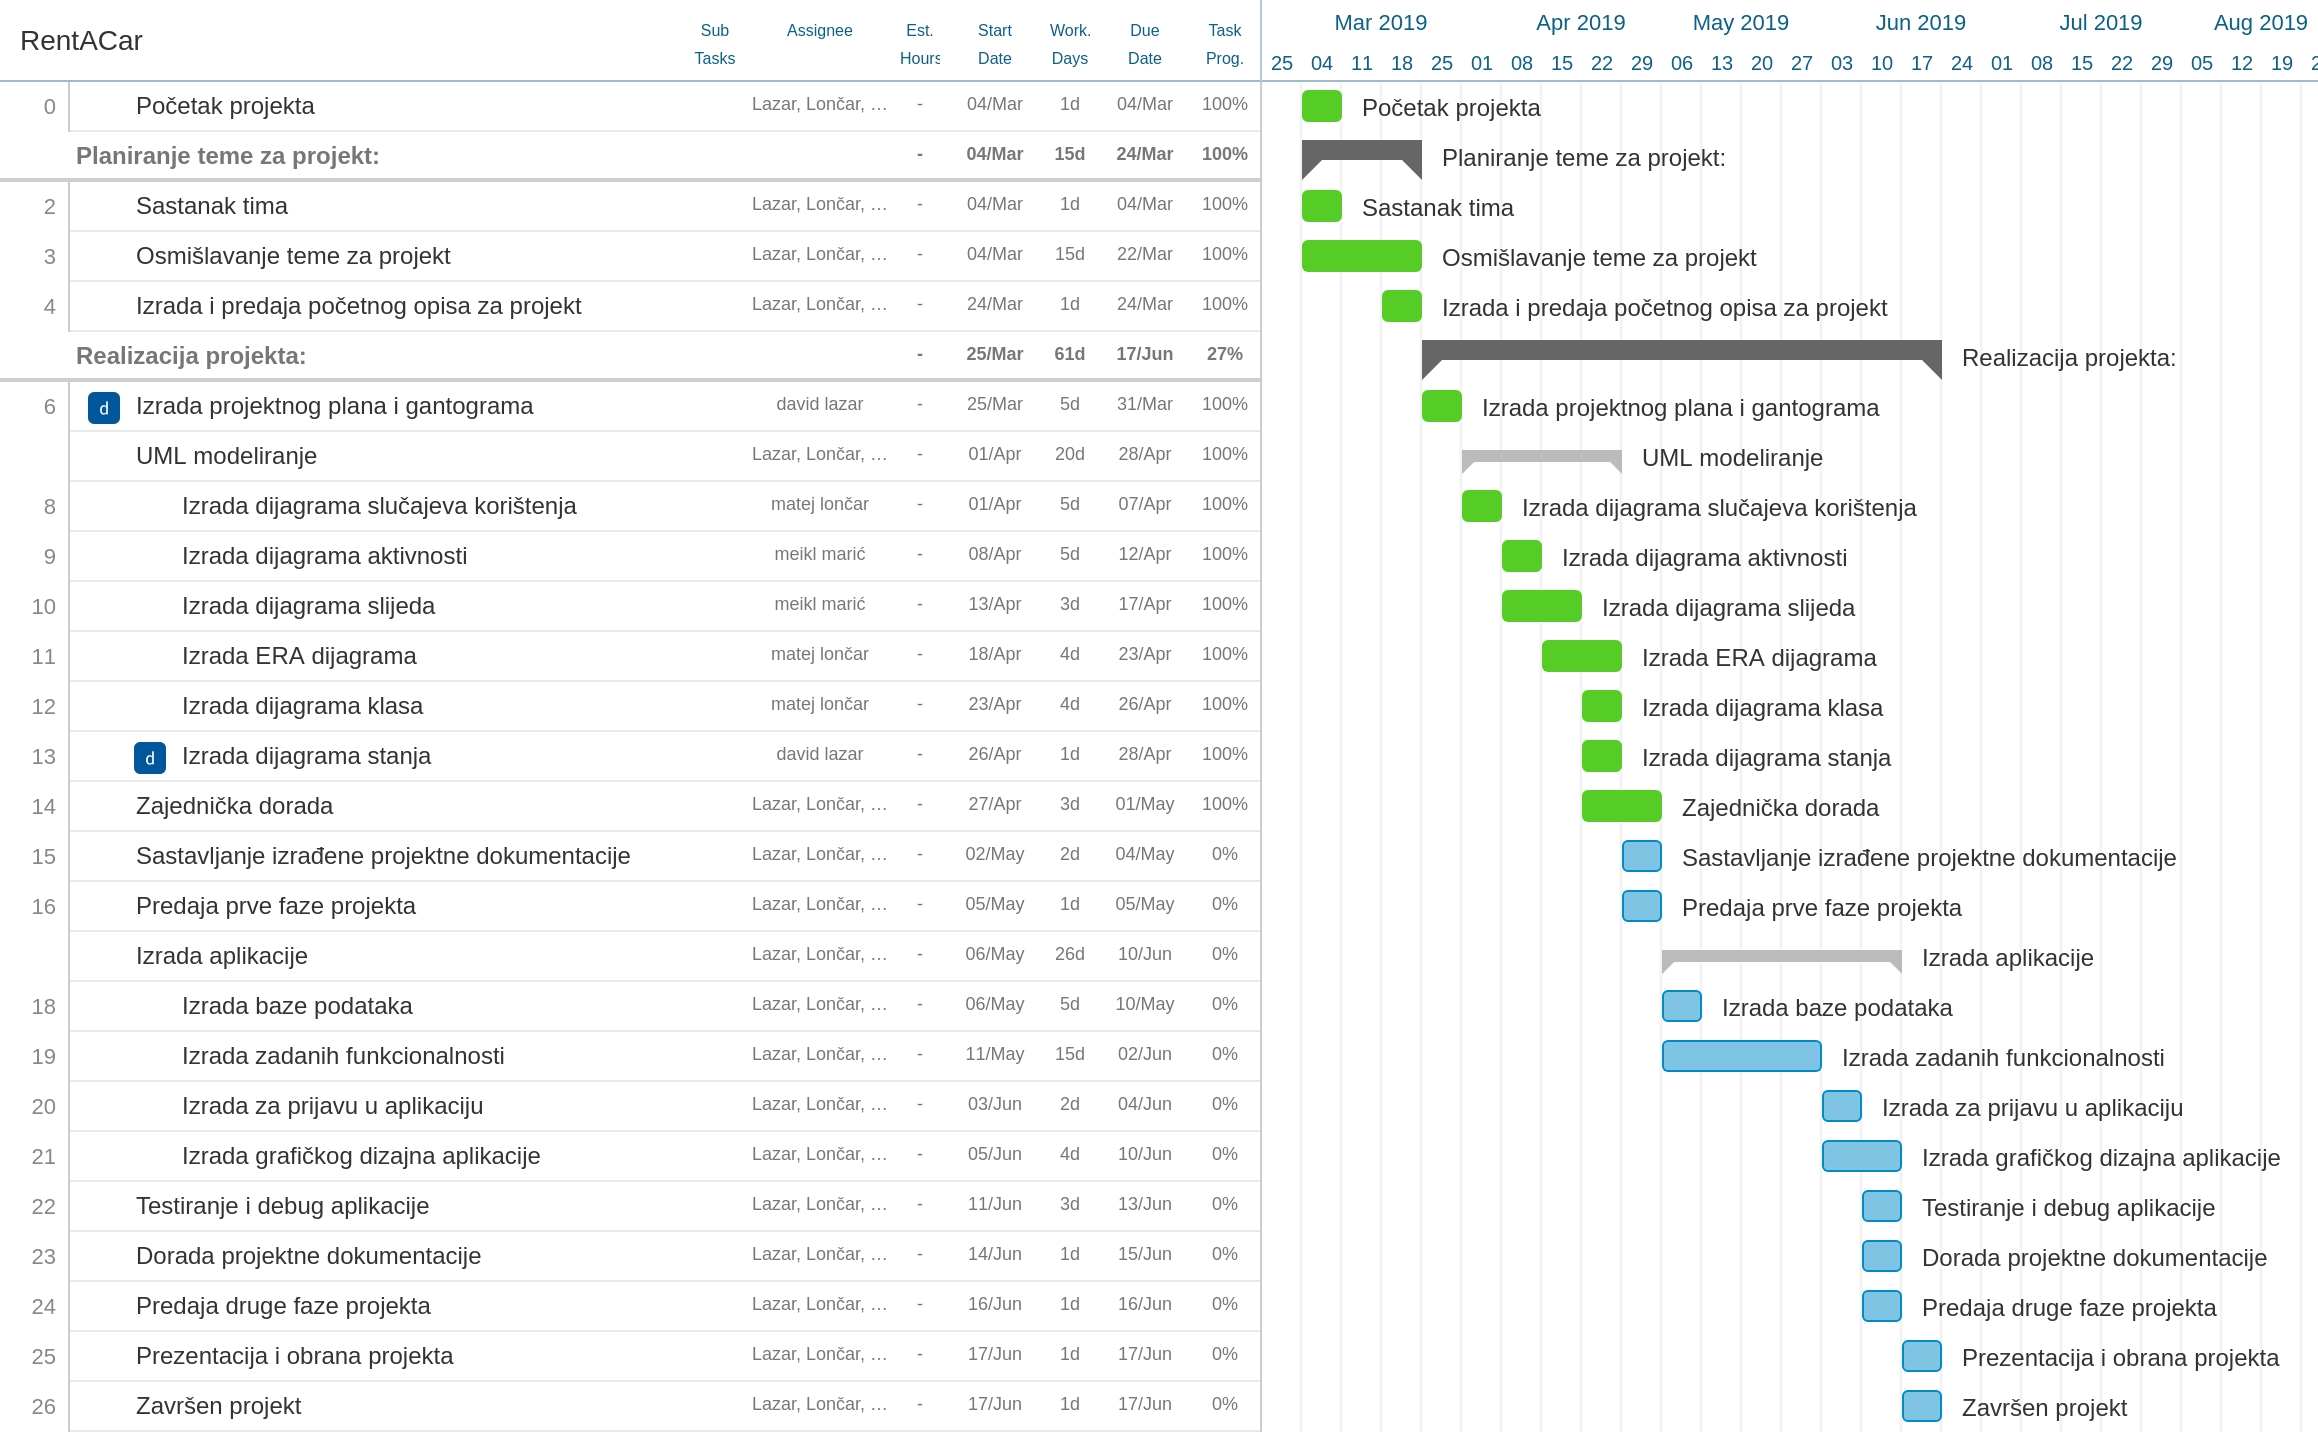 RentACar Sub Assignee Est. Start Work. Due Task Mar 2019 Apr 2019 May 2019 Jun 2019 Jul 2019 Aug 2019
Tasks Hours Date Days Date Prog. 25 04 11 18 25 01 08 15 22 29 06 13 20 27 03 10 17 24 01 08 15 22 29 05 12 19
0 Početak projekta Lazar, Lončar, … - 04/Mar 1d 04/Mar 100% Početak projekta
Planiranje teme za projekt: - 04/Mar 15d 24/Mar 100% Planiranje teme za projekt:
2 Sastanak tima Lazar, Lončar, … - 04/Mar 1d 04/Mar 100% Sastanak tima
3 Osmišlavanje teme za projekt Lazar, Lončar, … - 04/Mar 15d 22/Mar 100% Osmišlavanje teme za projekt
4 Izrada i predaja početnog opisa za projekt Lazar, Lončar, … - 24/Mar 1d 24/Mar 100% Izrada i predaja početnog opisa za projekt
Realizacija projekta: - 25/Mar 61d 17/Jun 27% Realizacija projekta:
6 d Izrada projektnog plana i gantograma david lazar - 25/Mar 5d 31/Mar 100% Izrada projektnog plana i gantograma
UML modeliranje Lazar, Lončar, … - 01/Apr 20d 28/Apr 100% UML modeliranje
8 Izrada dijagrama slučajeva korištenja matej lončar - 01/Apr 5d 07/Apr 100% Izrada dijagrama slučajeva korištenja
9 Izrada dijagrama aktivnosti meikl marić - 08/Apr 5d 12/Apr 100% Izrada dijagrama aktivnosti
10 Izrada dijagrama slijeda meikl marić - 13/Apr 3d 17/Apr 100% Izrada dijagrama slijeda
11 Izrada ERA dijagrama matej lončar - 18/Apr 4d 23/Apr 100% Izrada ERA dijagrama
12 Izrada dijagrama klasa matej lončar - 23/Apr 4d 26/Apr 100% Izrada dijagrama klasa
13 d Izrada dijagrama stanja david lazar - 26/Apr 1d 28/Apr 100% Izrada dijagrama stanja
14 Zajednička dorada Lazar, Lončar, … - 27/Apr 3d 01/May 100% Zajednička dorada
15 Sastavljanje izrađene projektne dokumentacije Lazar, Lončar, … - 02/May 2d 04/May 0% Sastavljanje izrađene projektne dokumentacije
16 Predaja prve faze projekta Lazar, Lončar, … - 05/May 1d 05/May 0% Predaja prve faze projekta
Izrada aplikacije Lazar, Lončar, … - 06/May 26d 10/Jun 0% Izrada aplikacije
18 Izrada baze podataka Lazar, Lončar, … - 06/May 5d 10/May 0% Izrada baze podataka
19 Izrada zadanih funkcionalnosti Lazar, Lončar, … - 11/May 15d 02/Jun 0% Izrada zadanih funkcionalnosti
20 Izrada za prijavu u aplikaciju Lazar, Lončar, … - 03/Jun 2d 04/Jun 0% Izrada za prijavu u aplikaciju
21 Izrada grafičkog dizajna aplikacije Lazar, Lončar, … - 05/Jun 4d 10/Jun 0% Izrada grafičkog dizajna aplikacije
22 Testiranje i debug aplikacije Lazar, Lončar, … - 11/Jun 3d 13/Jun 0% Testiranje i debug aplikacije
23 Dorada projektne dokumentacije Lazar, Lončar, … - 14/Jun 1d 15/Jun 0% Dorada projektne dokumentacije
24 Predaja druge faze projekta Lazar, Lončar, … - 16/Jun 1d 16/Jun 0% Predaja druge faze projekta
25 Prezentacija i obrana projekta Lazar, Lončar, … - 17/Jun 1d 17/Jun 0% Prezentacija i obrana projekta
26 Završen projekt Lazar, Lončar, … - 17/Jun 1d 17/Jun 0% Završen projekt